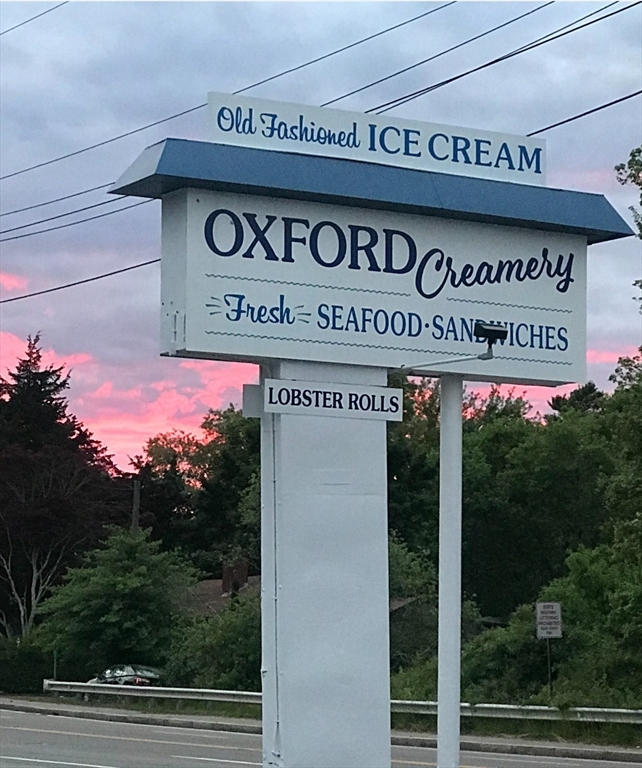 Old Fashioned ICE CREAM
OXFORD Creamery
Fresh SEAFOOD · SANDWICHES
LOBSTER ROLLS